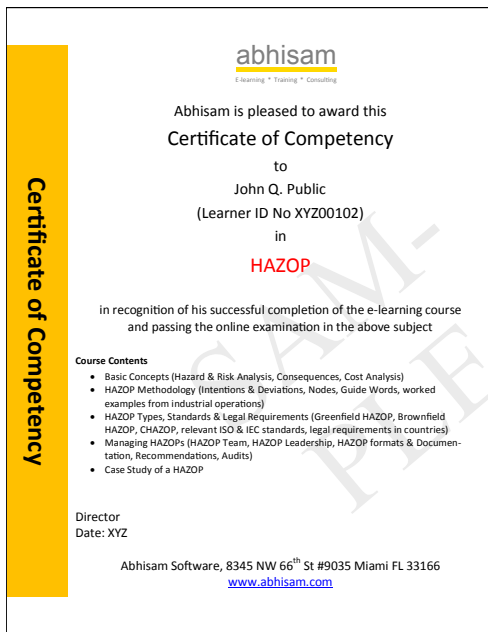 abhisam
E-learning * Training * Consulting
Abhisam is pleased to award this
Certificate of Competency
to
John Q. Public
(Learner ID No XYZ00102)
in
HAZOP
in recognition of his successful completion of the e-learning course
and passing the online examination in the above subject
Course Contents
• Basic Concepts (Hazard & Risk Analysis, Consequences, Cost Analysis)
• HAZOP Methodology (Intentions & Deviations, Nodes, Guide Words, worked
examples from industrial operations)
• HAZOP Types, Standards & Legal Requirements (Greenfield HAZOP, Brownfield
HAZOP, CHAZOP, relevant ISO & IEC standards, legal requirements in countries)
• Managing HAZOPs (HAZOP Team, HAZOP Leadership, HAZOP formats & Documen-
tation, Recommendations, Audits)
• Case Study of a HAZOP
Director
Date: XYZ
Abhisam Software, 8345 NW 66th St #9035 Miami FL 33166
www.abhisam.com
Certificate of Competency
SAM-
PLE